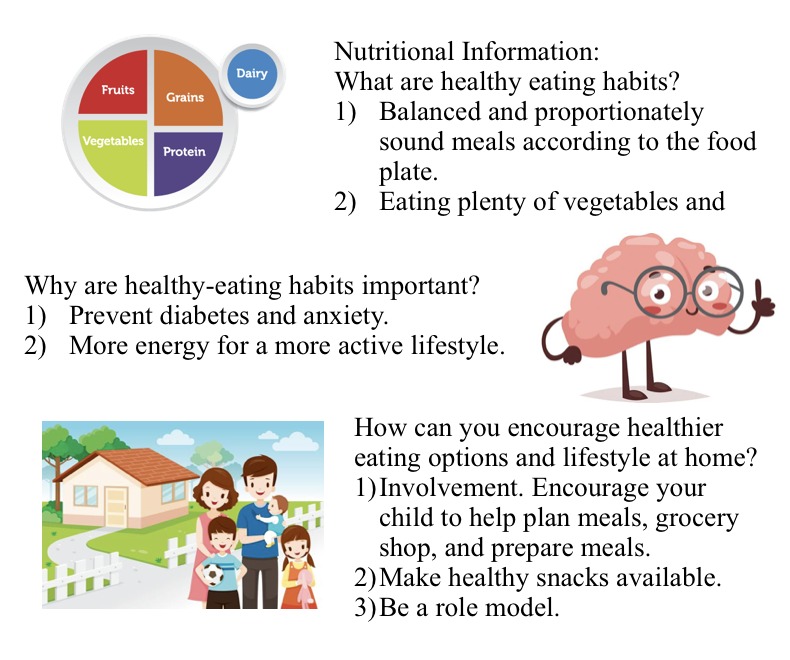 Fruits
Grains
Dairy
Vegetables
Protein
Nutritional Information:
What are healthy eating habits?
1) Balanced and proportionately
sound meals according to the food
plate.
2) Eating plenty of vegetables and
Why are healthy-eating habits important?
1) Prevent diabetes and anxiety.
2) More energy for a more active lifestyle.
How can you encourage healthier
eating options and lifestyle at home?
1)Involvement. Encourage your
child to help plan meals, grocery
shop, and prepare meals.
2)Make healthy snacks available.
3)Be a role model.